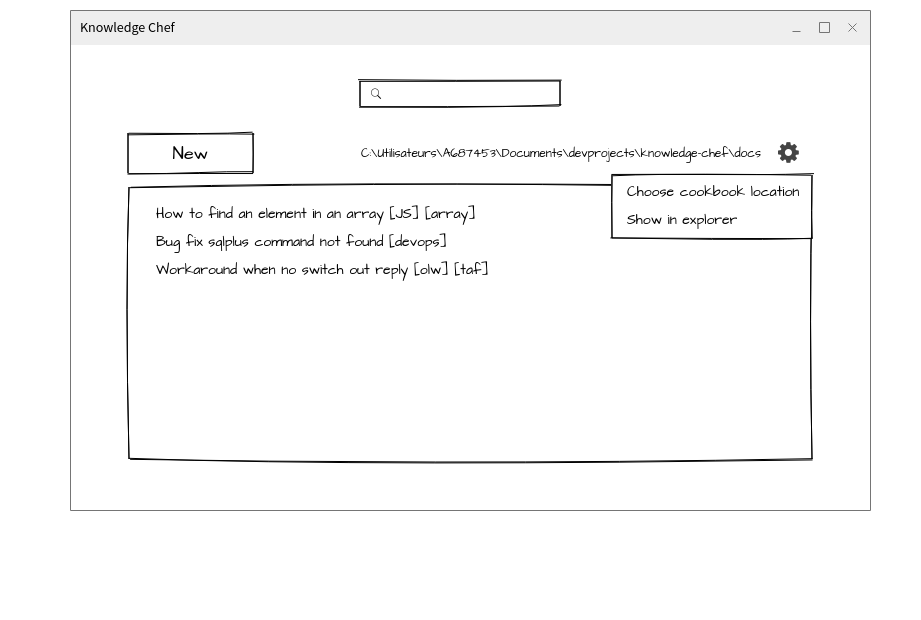 Knowledge Chef
New
C:\Utilisateurs\A687453\Documents\devprojects\knowledge-chef\docs
Choose cookbook location
Show in explorer
How to find an element in an array [JS] [array]
Bug fix sqlplus command not found [devops]
Workaround when no switch out reply [olw] [taf]